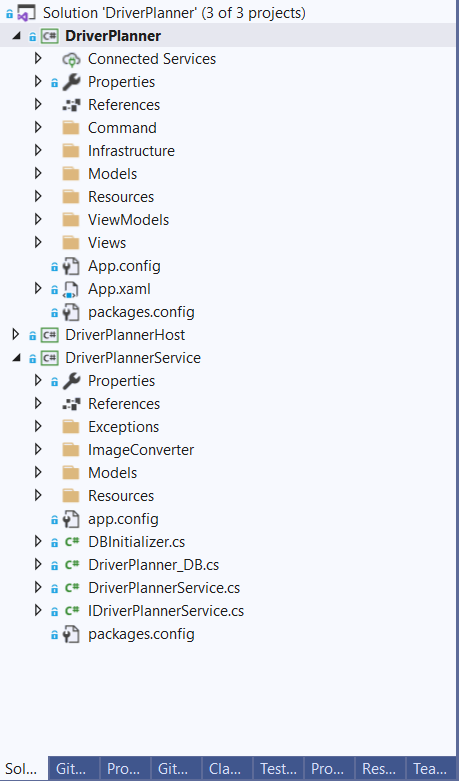 Solution 'DriverPlanner' (3 of 3 projects)
C# DriverPlanner
Connected Services
Properties
References
Command
Infrastructure
Models
Resources
ViewModels
Views
App.config
App.xaml
packages.config
C# DriverPlannerHost
C# DriverPlannerService
Properties
References
Exceptions
ImageConverter
Models
Resources
app.config
C# DBInitializer.cs
C# DriverPlanner_DB.cs
C# DriverPlannerService.cs
C# IDriverPlannerService.cs
packages.config
Sol... Git... Pro... Git... Cla... Test... Pro... Res... Tea...